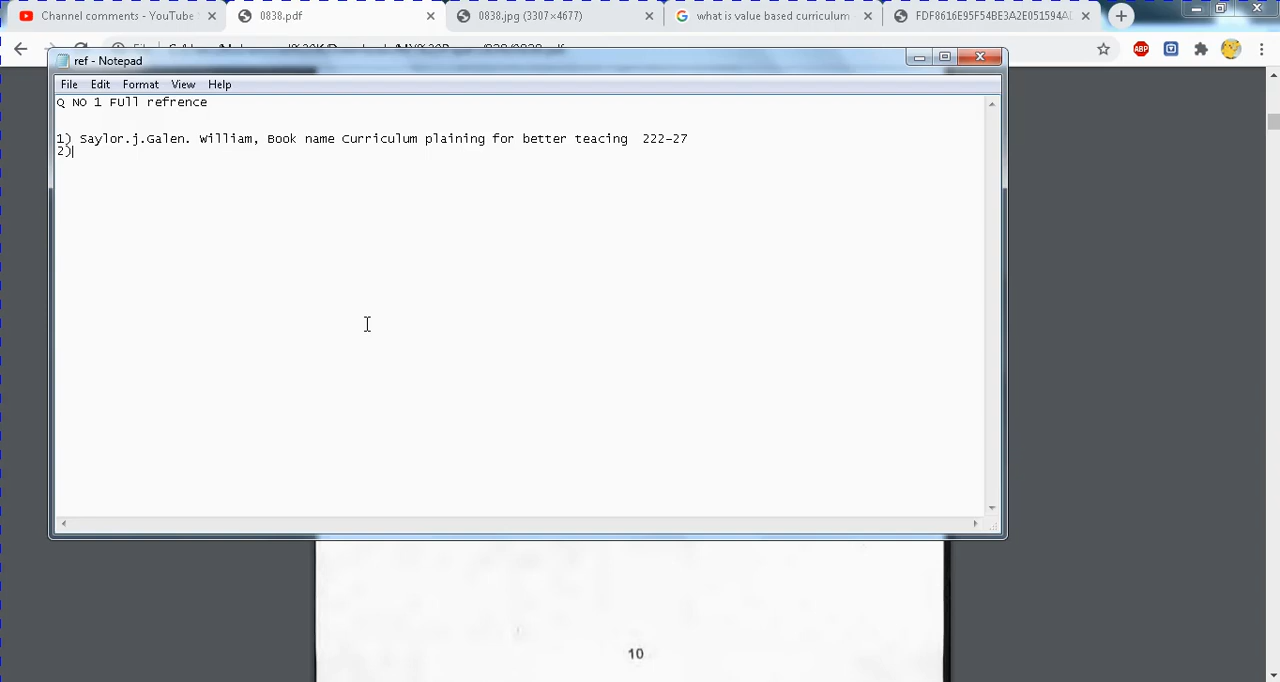 Channel comments - YouTube
0838.pdf
0838.jpg (3307×4677)
what is value based curriculum
FDF8616E95F54BE3A2E051594A
ABP
ref - Notepad
File Edit Format View Help
Q NO 1 Full refrence
1) Saylor.j.Galen. William, Book name Curriculum plaining for better teacing 222-27
2)
10